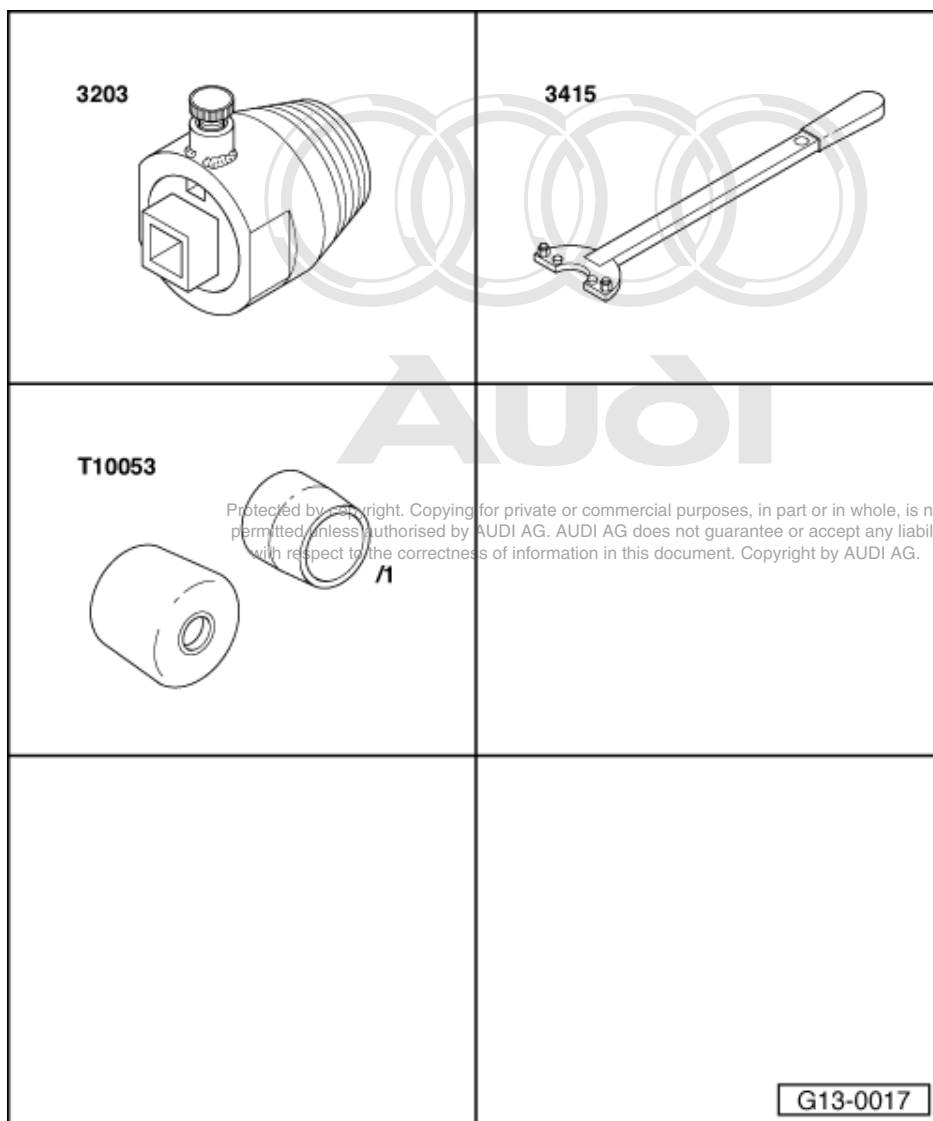 3203
3415
Audi
T10053
Protected by copyright. Copying for private or commercial purposes, in part or in whole, is n
permitted unless authorised by AUDI AG. AUDI AG does not guarantee or accept any liabil
with respect to the correctness of information in this document. Copyright by AUDI AG.
/1
G13-0017